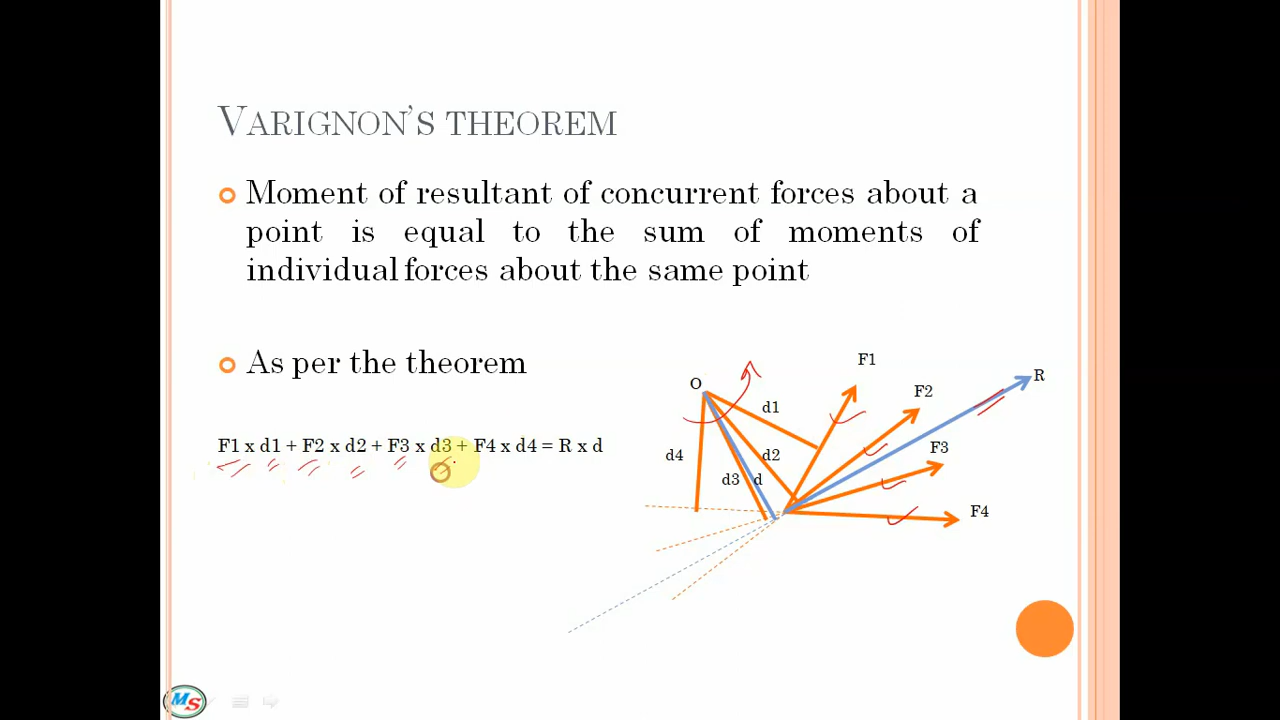 VARIGNON'S THEOREM
Moment of resultant of concurrent forces about a
point is equal to the sum of moments of
individual forces about the same point
As per the theorem
F1 x d1 + F2 x d2 + F3 x d3 + F4 x d4 = R x d
O
F1
R
F2
d1
F3
d4
d2
d3
d
F4
MS